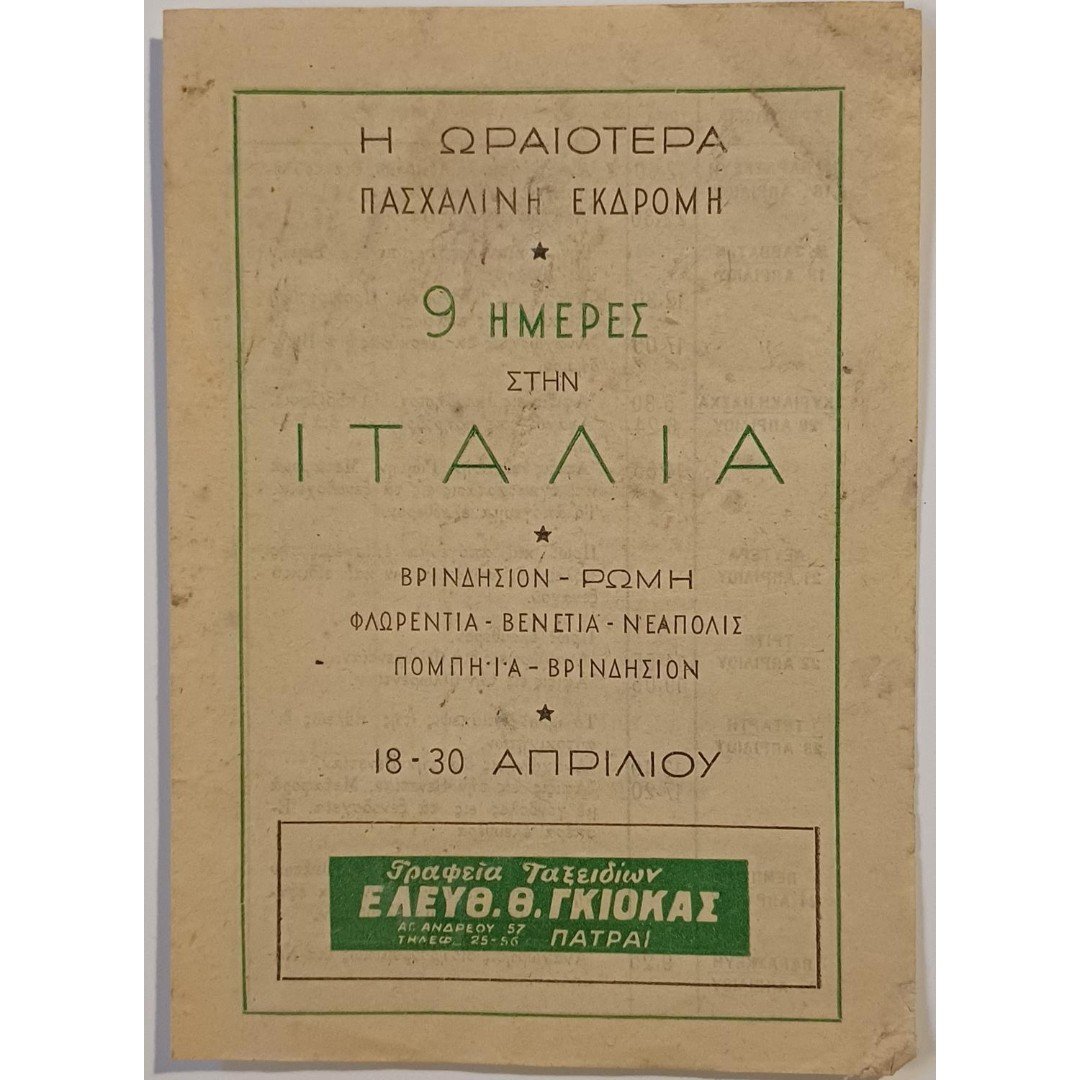 Η ΩΡΑΙΟΤΕΡΑ
ΠΑΣΧΑΛΙΝΗ ΕΚΔΡΟΜΗ
9 ΗΜΕΡΕΣ
ΣΤΗΝ
ΙΤΑΛΙΑ
ΒΡΙΝΔΗΣΙΟΝ - ΡΩΜΗ
ΦΛΩΡΕΝΤΙΑ - ΒΕΝΕΤΙΑ - ΝΕΑΠΟΛΙΣ
ΠΟΜΠΗ·Ι·Α - ΒΡΙΝΔΗΣΙΟΝ
18 - 30 ΑΠΡΙΛΙΟΥ
Γραφεία Ταξειδίων
ΕΛΕΥΘ. Θ. ΓΚΙΟΚΑΣ
ΑΓ. ΑΝΔΡΕΟΥ 57
ΤΗΛΕΦ. 25-56 ΠΑΤΡΑΙ